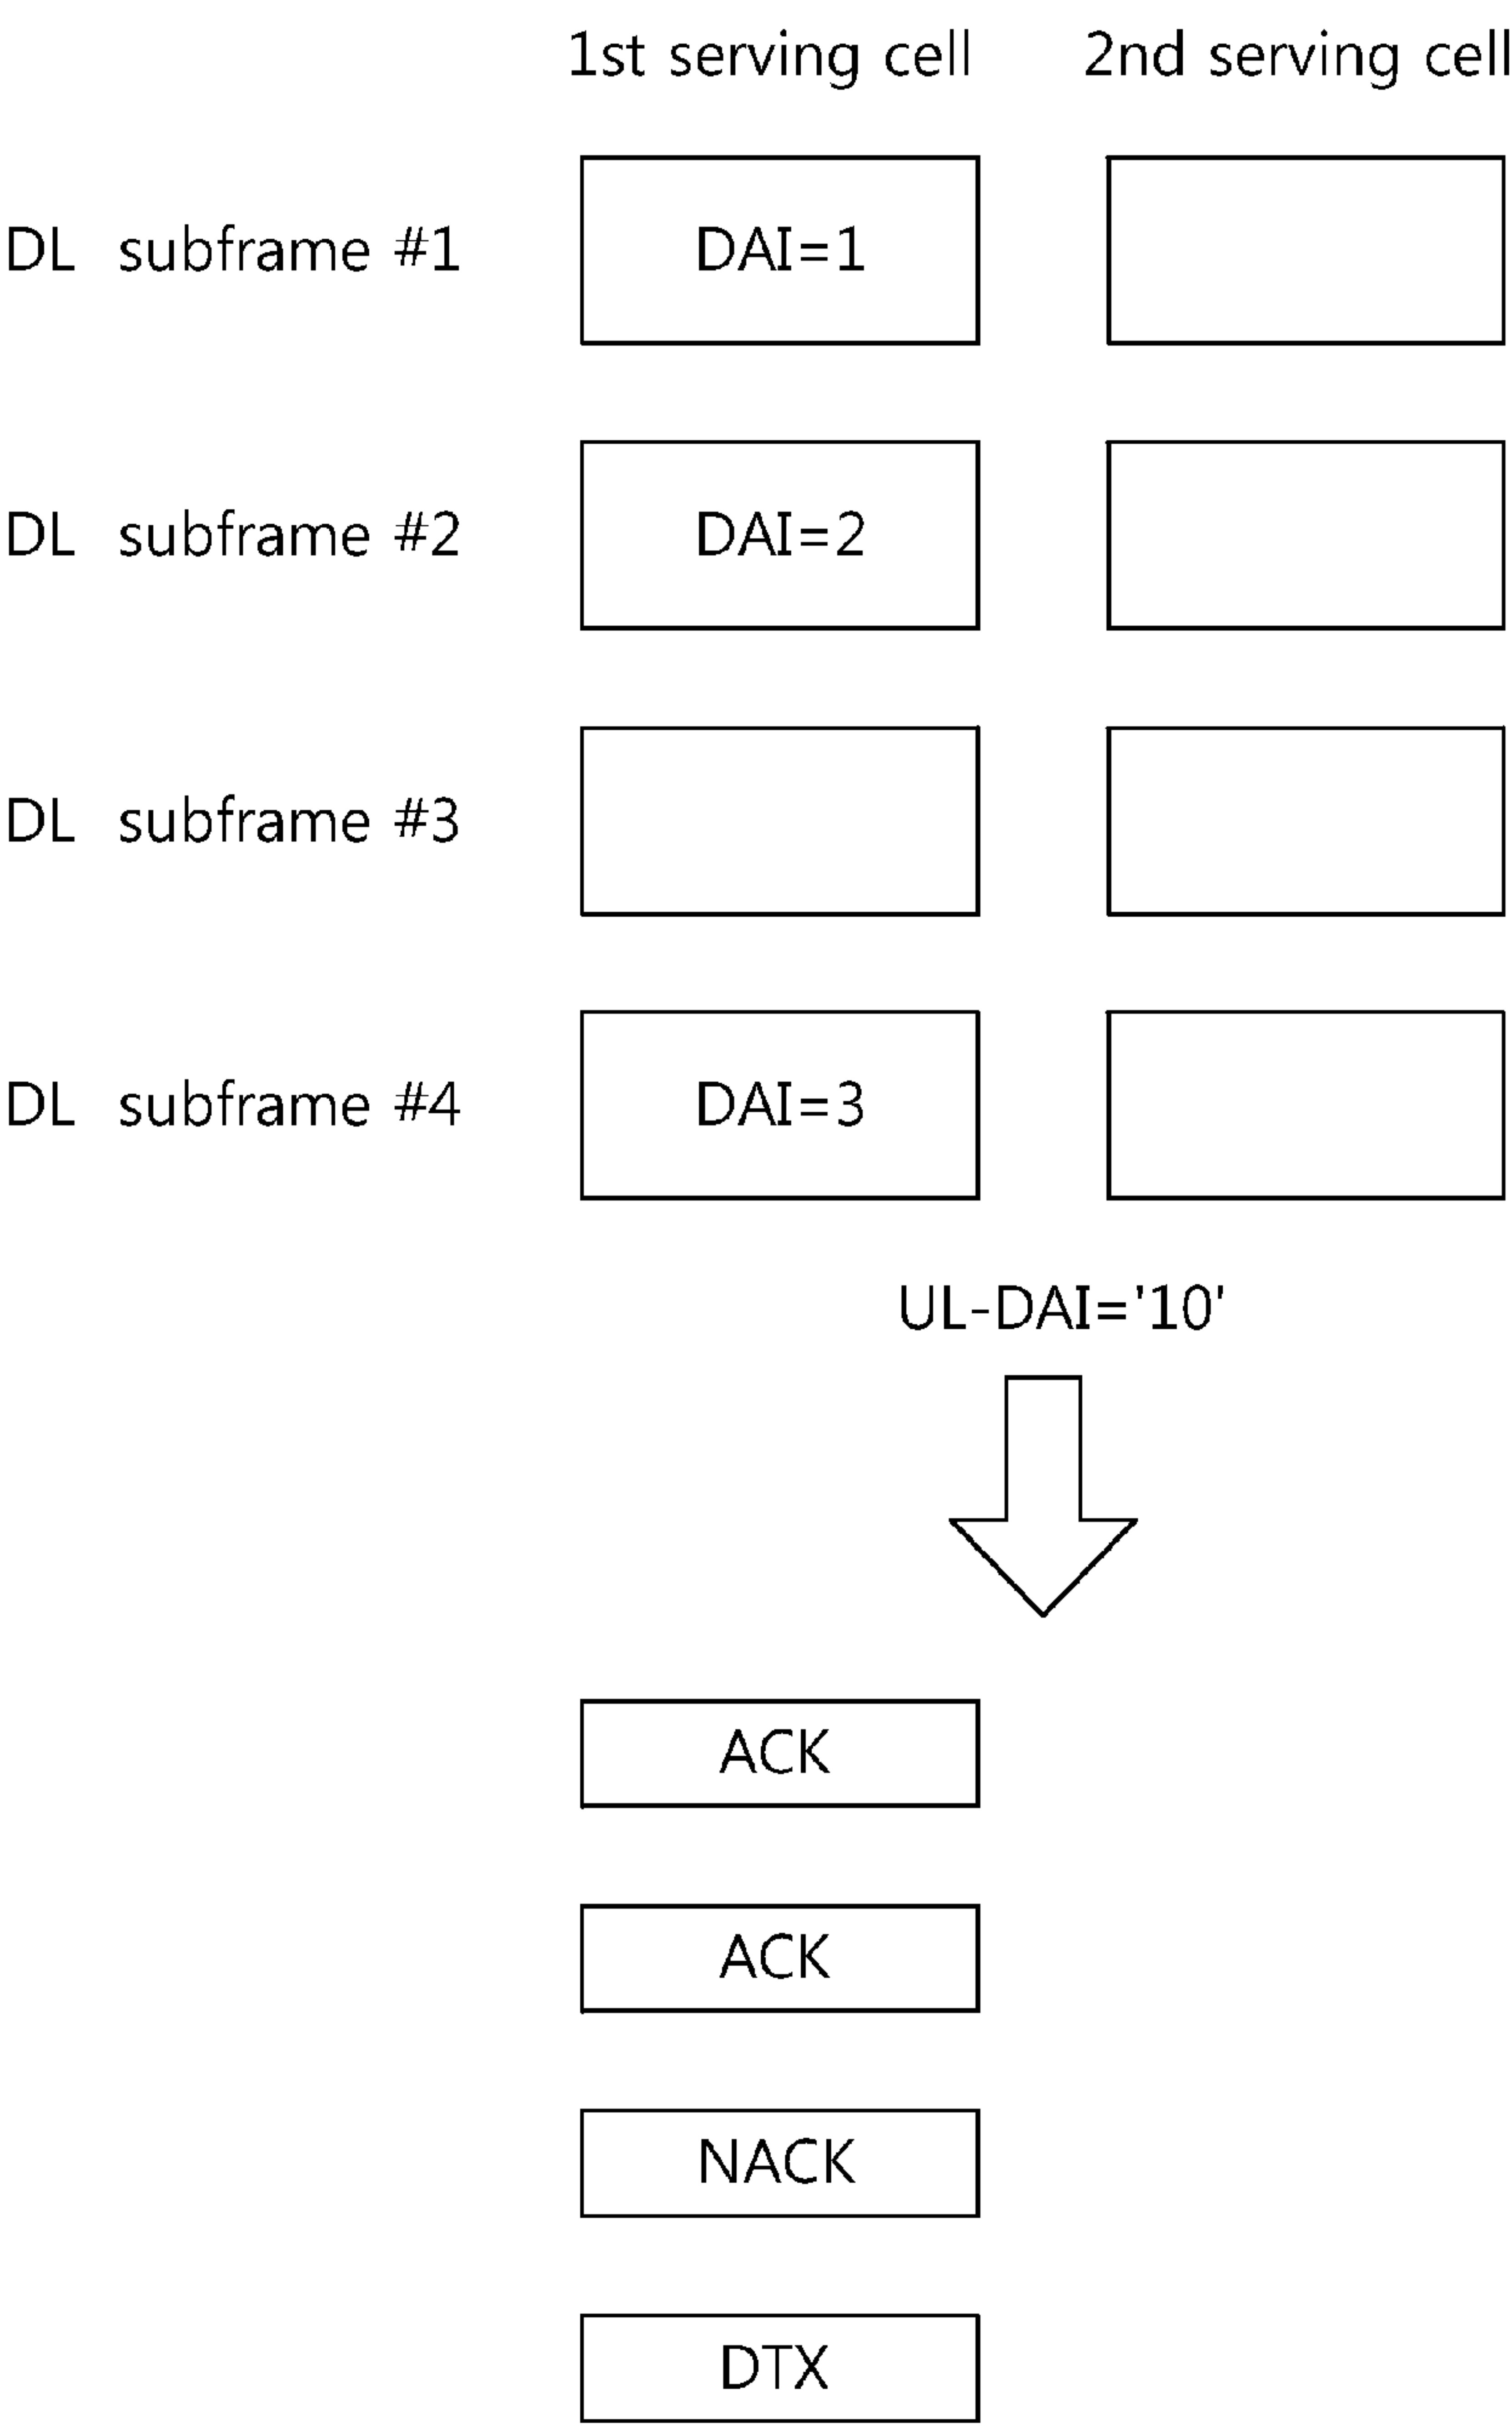 1st serving cell 2nd serving cell
DL subframe #1 DAI=1
DL subframe #2 DAI=2
DL subframe #3
DL subframe #4 DAI=3
UL-DAI='10'
ACK
ACK
NACK
DTX